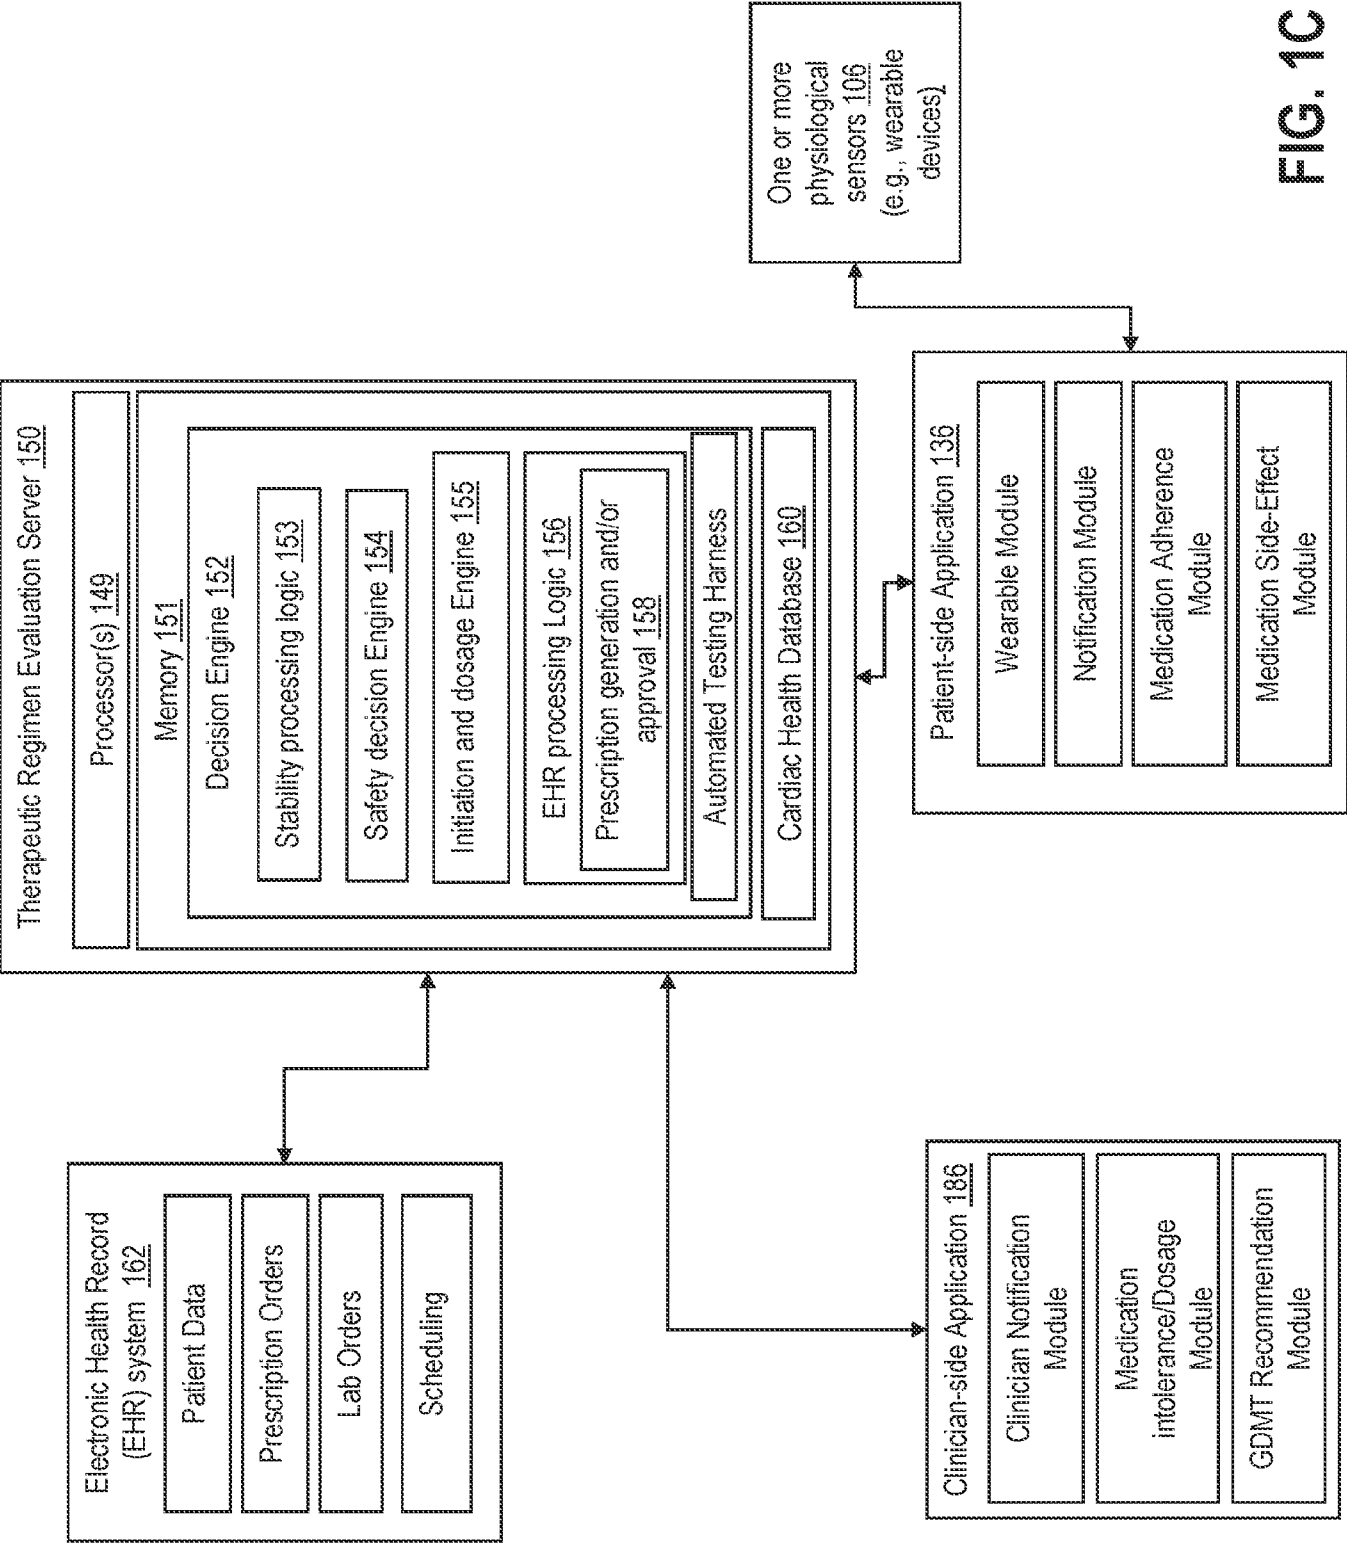 Electronic Health Record
(EHR) system 162
Patient Data
Prescription Orders
Lab Orders
Scheduling
Therapeutic Regimen Evaluation Server 150
Processor(s) 149
Memory 151
Decision Engine 152
Stability processing logic 153
Safety decision Engine 154
Initiation and dosage Engine 155
EHR processing Logic 156
Prescription generation and/or
approval 158
Automated Testing Harness
Cardiac Health Database 160
One or more
physiological
sensors 106
(e.g., wearable
devices)
Clinician-side Application 186
Clinician Notification
Module
Medication
intolerance/Dosage
Module
GDMT Recommendation
Module
Patient-side Application 136
Wearable Module
Notification Module
Medication Adherence
Module
Medication Side-Effect
Module
FIG. 1C